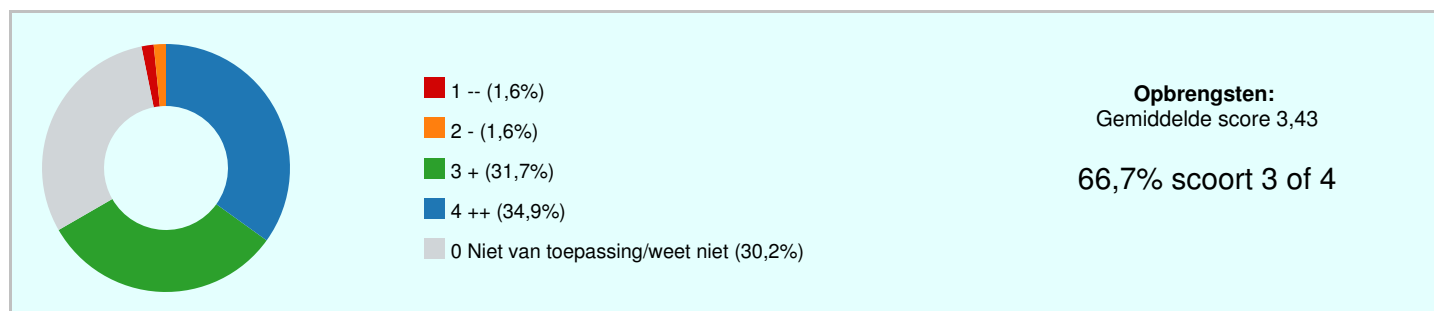 1 -- (1,6%)
2 - (1,6%)
3 + (31,7%)
4 ++ (34,9%)
0 Niet van toepassing/weet niet (30,2%)
Opbrengsten:
Gemiddelde score 3,43
66,7% scoort 3 of 4